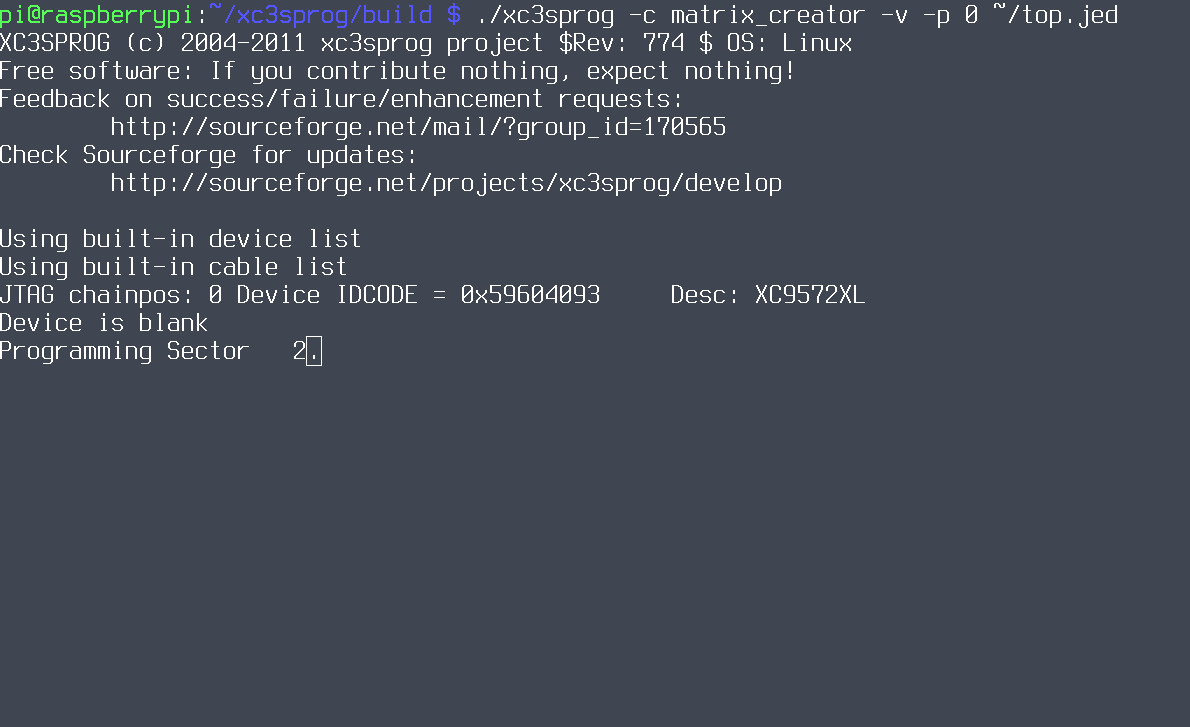 pi@raspberrypi:~/xc3sprog/build $ ./xc3sprog -c matrix_creator -v -p 0 ~/top.jed
XC3SPROG (c) 2004-2011 xc3sprog project $Rev: 774 $ OS: Linux
Free software: If you contribute nothing, expect nothing!
Feedback on success/failure/enhancement requests:
        http://sourceforge.net/mail/?group_id=170565
Check Sourceforge for updates:
        http://sourceforge.net/projects/xc3sprog/develop

Using built-in device list
Using built-in cable list
JTAG chainpos: 0 Device IDCODE = 0x59604093     Desc: XC9572XL
Device is blank
Programming Sector   2.